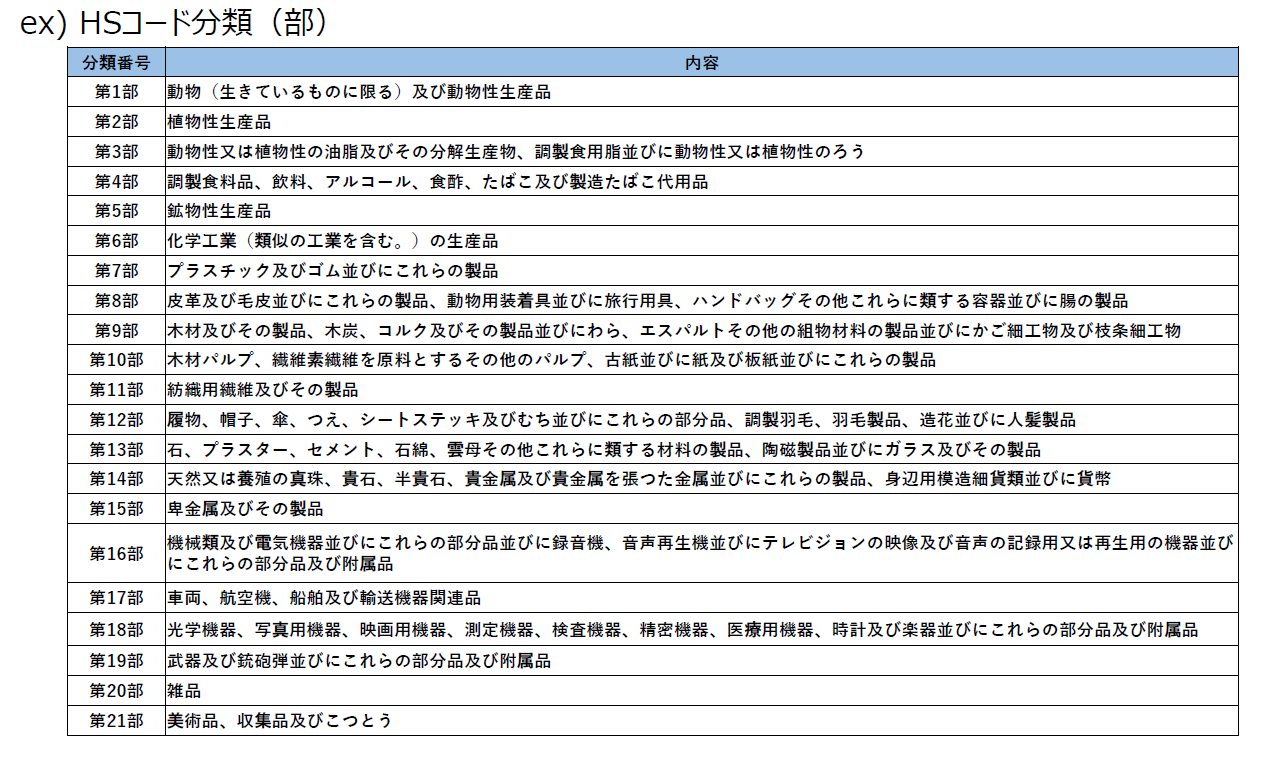 ex) HSコード分類（部）
分類番号 内容
第1部 動物（生きているものに限る）及び動物性生産品
第2部 植物性生産品
第3部 動物性又は植物性の油脂及びその分解生産物、調製食用脂並びに動物性又は植物性のろう
第4部 調製食料品、飲料、アルコール、食酢、たばこ及び製造たばこ代用品
第5部 鉱物性生産品
第6部 化学工業（類似の工業を含む。）の生産品
第7部 プラスチック及びゴム並びにこれらの製品
第8部 皮革及び毛皮並びにこれらの製品、動物用装着具並びに旅行用具、ハンドバッグその他これらに類する容器並びに腸の製品
第9部 木材及びその製品、木炭、コルク及びその製品並びにわら、エスパルトその他の組物材料の製品並びにかご細工物及び枝条細工物
第10部 木材パルプ、繊維素繊維を原料とするその他のパルプ、古紙並びに紙及び板紙並びにこれらの製品
第11部 紡織用繊維及びその製品
第12部 履物、帽子、傘、つえ、シートステッキ及びむち並びにこれらの部分品、調製羽毛、羽毛製品、造花並びに人髪製品
第13部 石、プラスター、セメント、石綿、雲母その他これらに類する材料の製品、陶磁製品並びにガラス及びその製品
第14部 天然又は養殖の真珠、貴石、半貴石、貴金属及び貴金属を張つた金属並びにこれらの製品、身辺用模造細貨類並びに貨幣
第15部 卑金属及びその製品
第16部 機械類及び電気機器並びにこれらの部分品並びに録音機、音声再生機並びにテレビジョンの映像及び音声の記録用又は再生用の機器並び
にこれらの部分品及び附属品
第17部 車両、航空機、船舶及び輸送機器関連品
第18部 光学機器、写真用機器、映画用機器、測定機器、検査機器、精密機器、医療用機器、時計及び楽器並びにこれらの部分品及び附属品
第19部 武器及び銃砲弾並びにこれらの部分品及び附属品
第20部 雑品
第21部 美術品、収集品及びこつとう